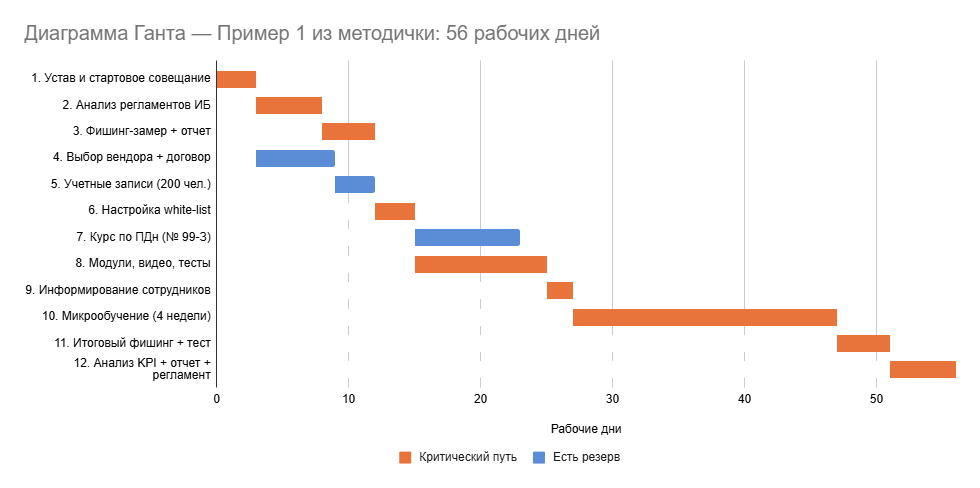 Диаграмма Ганта — Пример 1 из методички: 56 рабочих дней
1. Устав и стартовое совещание
2. Анализ регламентов ИБ
3. Фишинг-замер + отчет
4. Выбор вендора + договор
5. Учетные записи (200 чел.)
6. Настройка white-list
7. Курс по ПДн (№ 99-З)
8. Модули, видео, тесты
9. Информирование сотрудников
10. Микрообучение (4 недели)
11. Итоговый фишинг + тест
12. Анализ KPI + отчет +
регламент
0 10 20 30 40 50
Рабочие дни
Критический путь Есть резерв